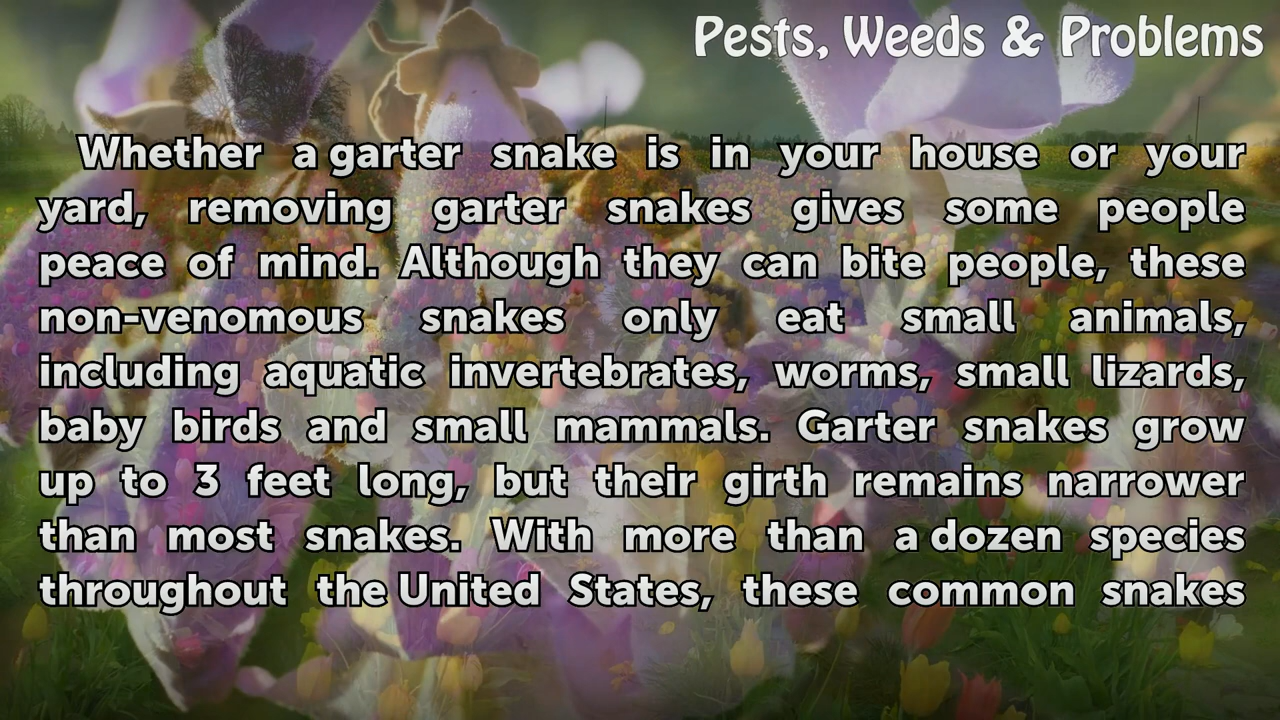 Pests, Weeds & Problems
Whether a garter snake is in your house or your
yard, removing garter snakes gives some people
peace of mind. Although they can bite people, these
non-venomous snakes only eat small animals,
including aquatic invertebrates, worms, small lizards,
baby birds and small mammals. Garter snakes grow
up to 3 feet long, but their girth remains narrower
than most snakes. With more than a dozen species
throughout the United States, these common snakes